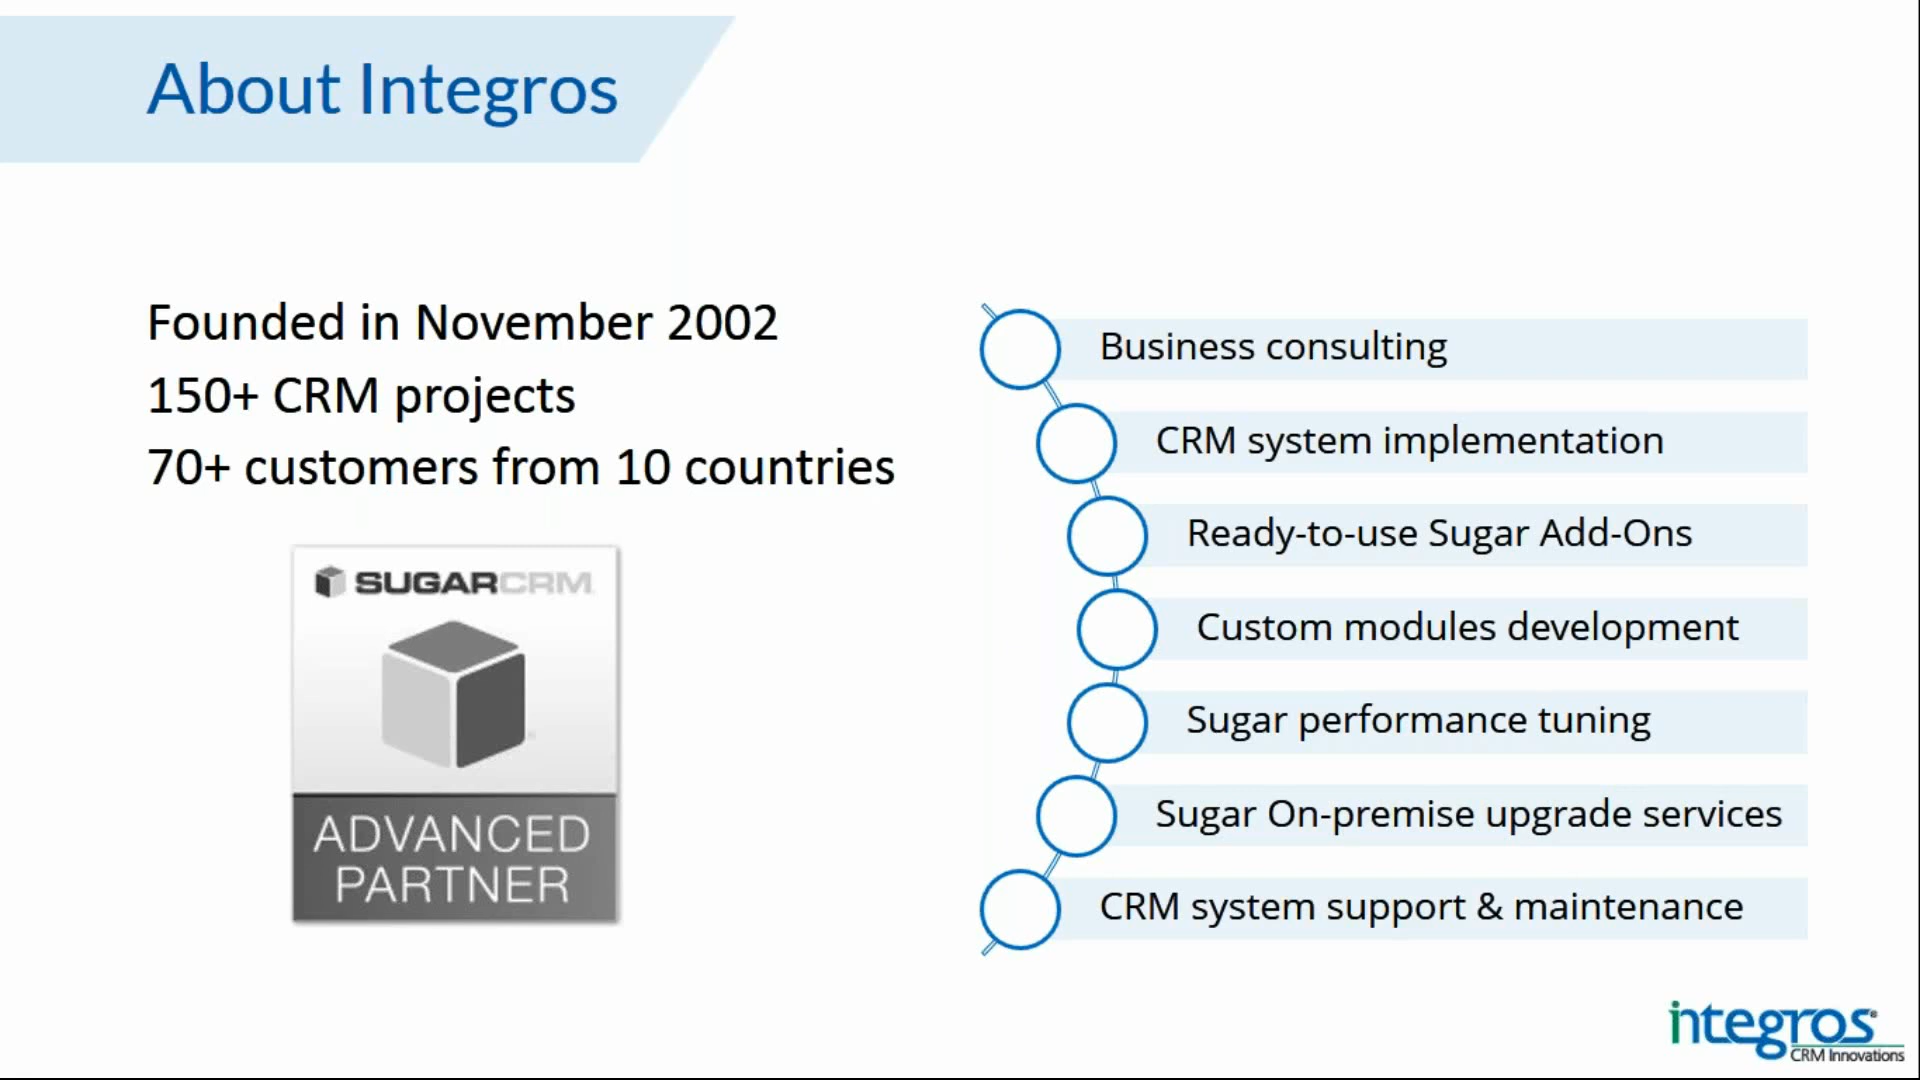 About Integros
Founded in November 2002
150+ CRM projects
70+ customers from 10 countries
SUGARCRM
ADVANCED
PARTNER
Business consulting
CRM system implementation
Ready-to-use Sugar Add-Ons
Custom modules development
Sugar performance tuning
Sugar On-premise upgrade services
CRM system support & maintenance
integros®
CRM Innovations